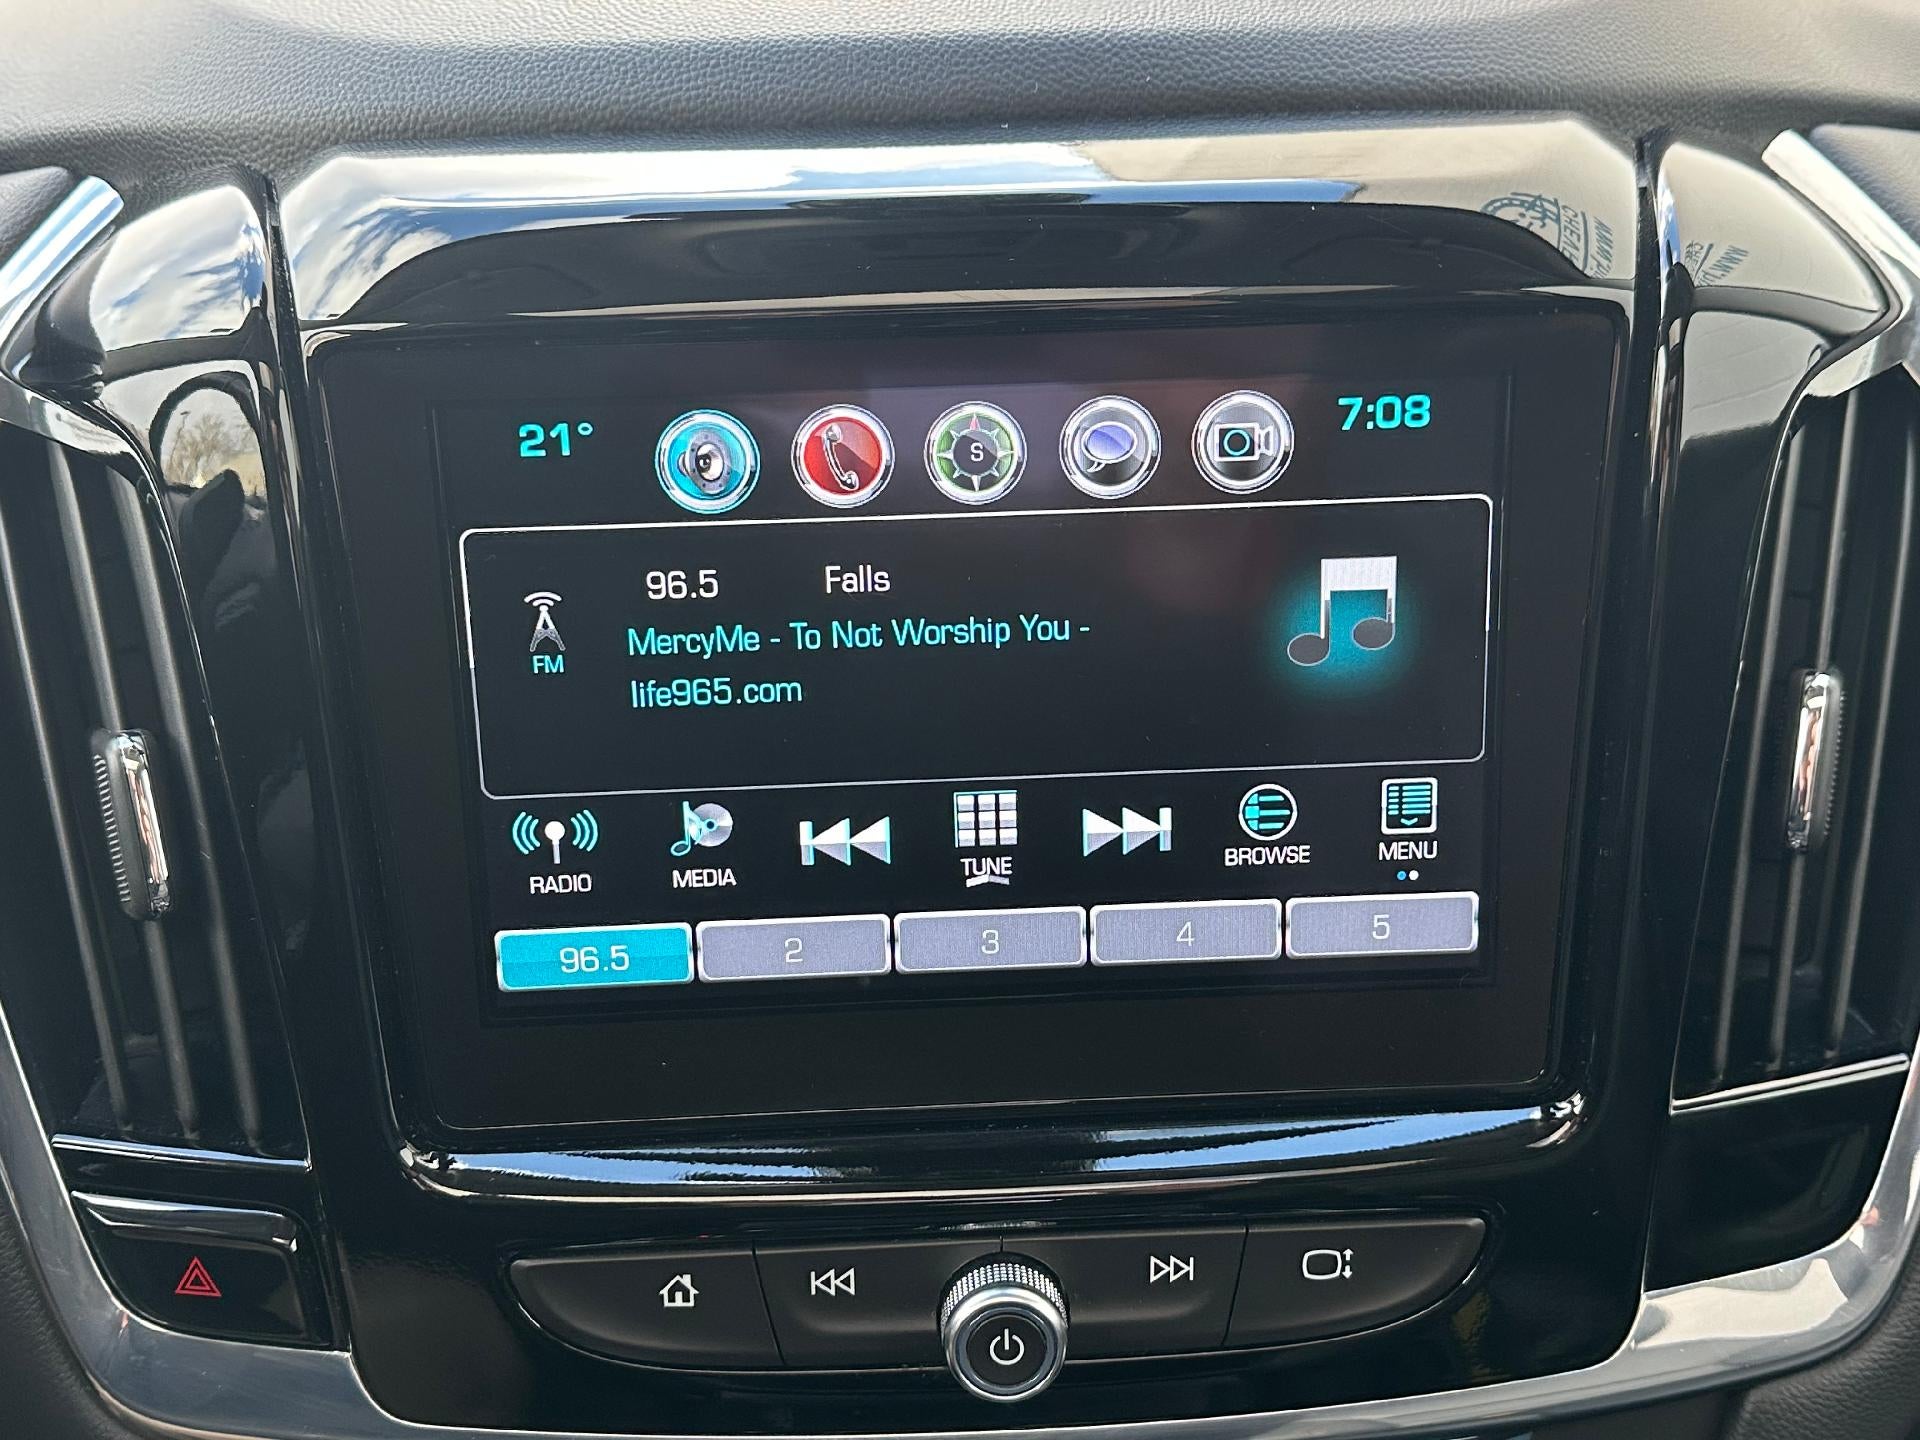 21° 7:08
S
96.5 Falls
FM
MercyMe - To Not Worship You -
life965.com
RADIO MEDIA TUNE BROWSE MENU
96.5 2 3 4 5